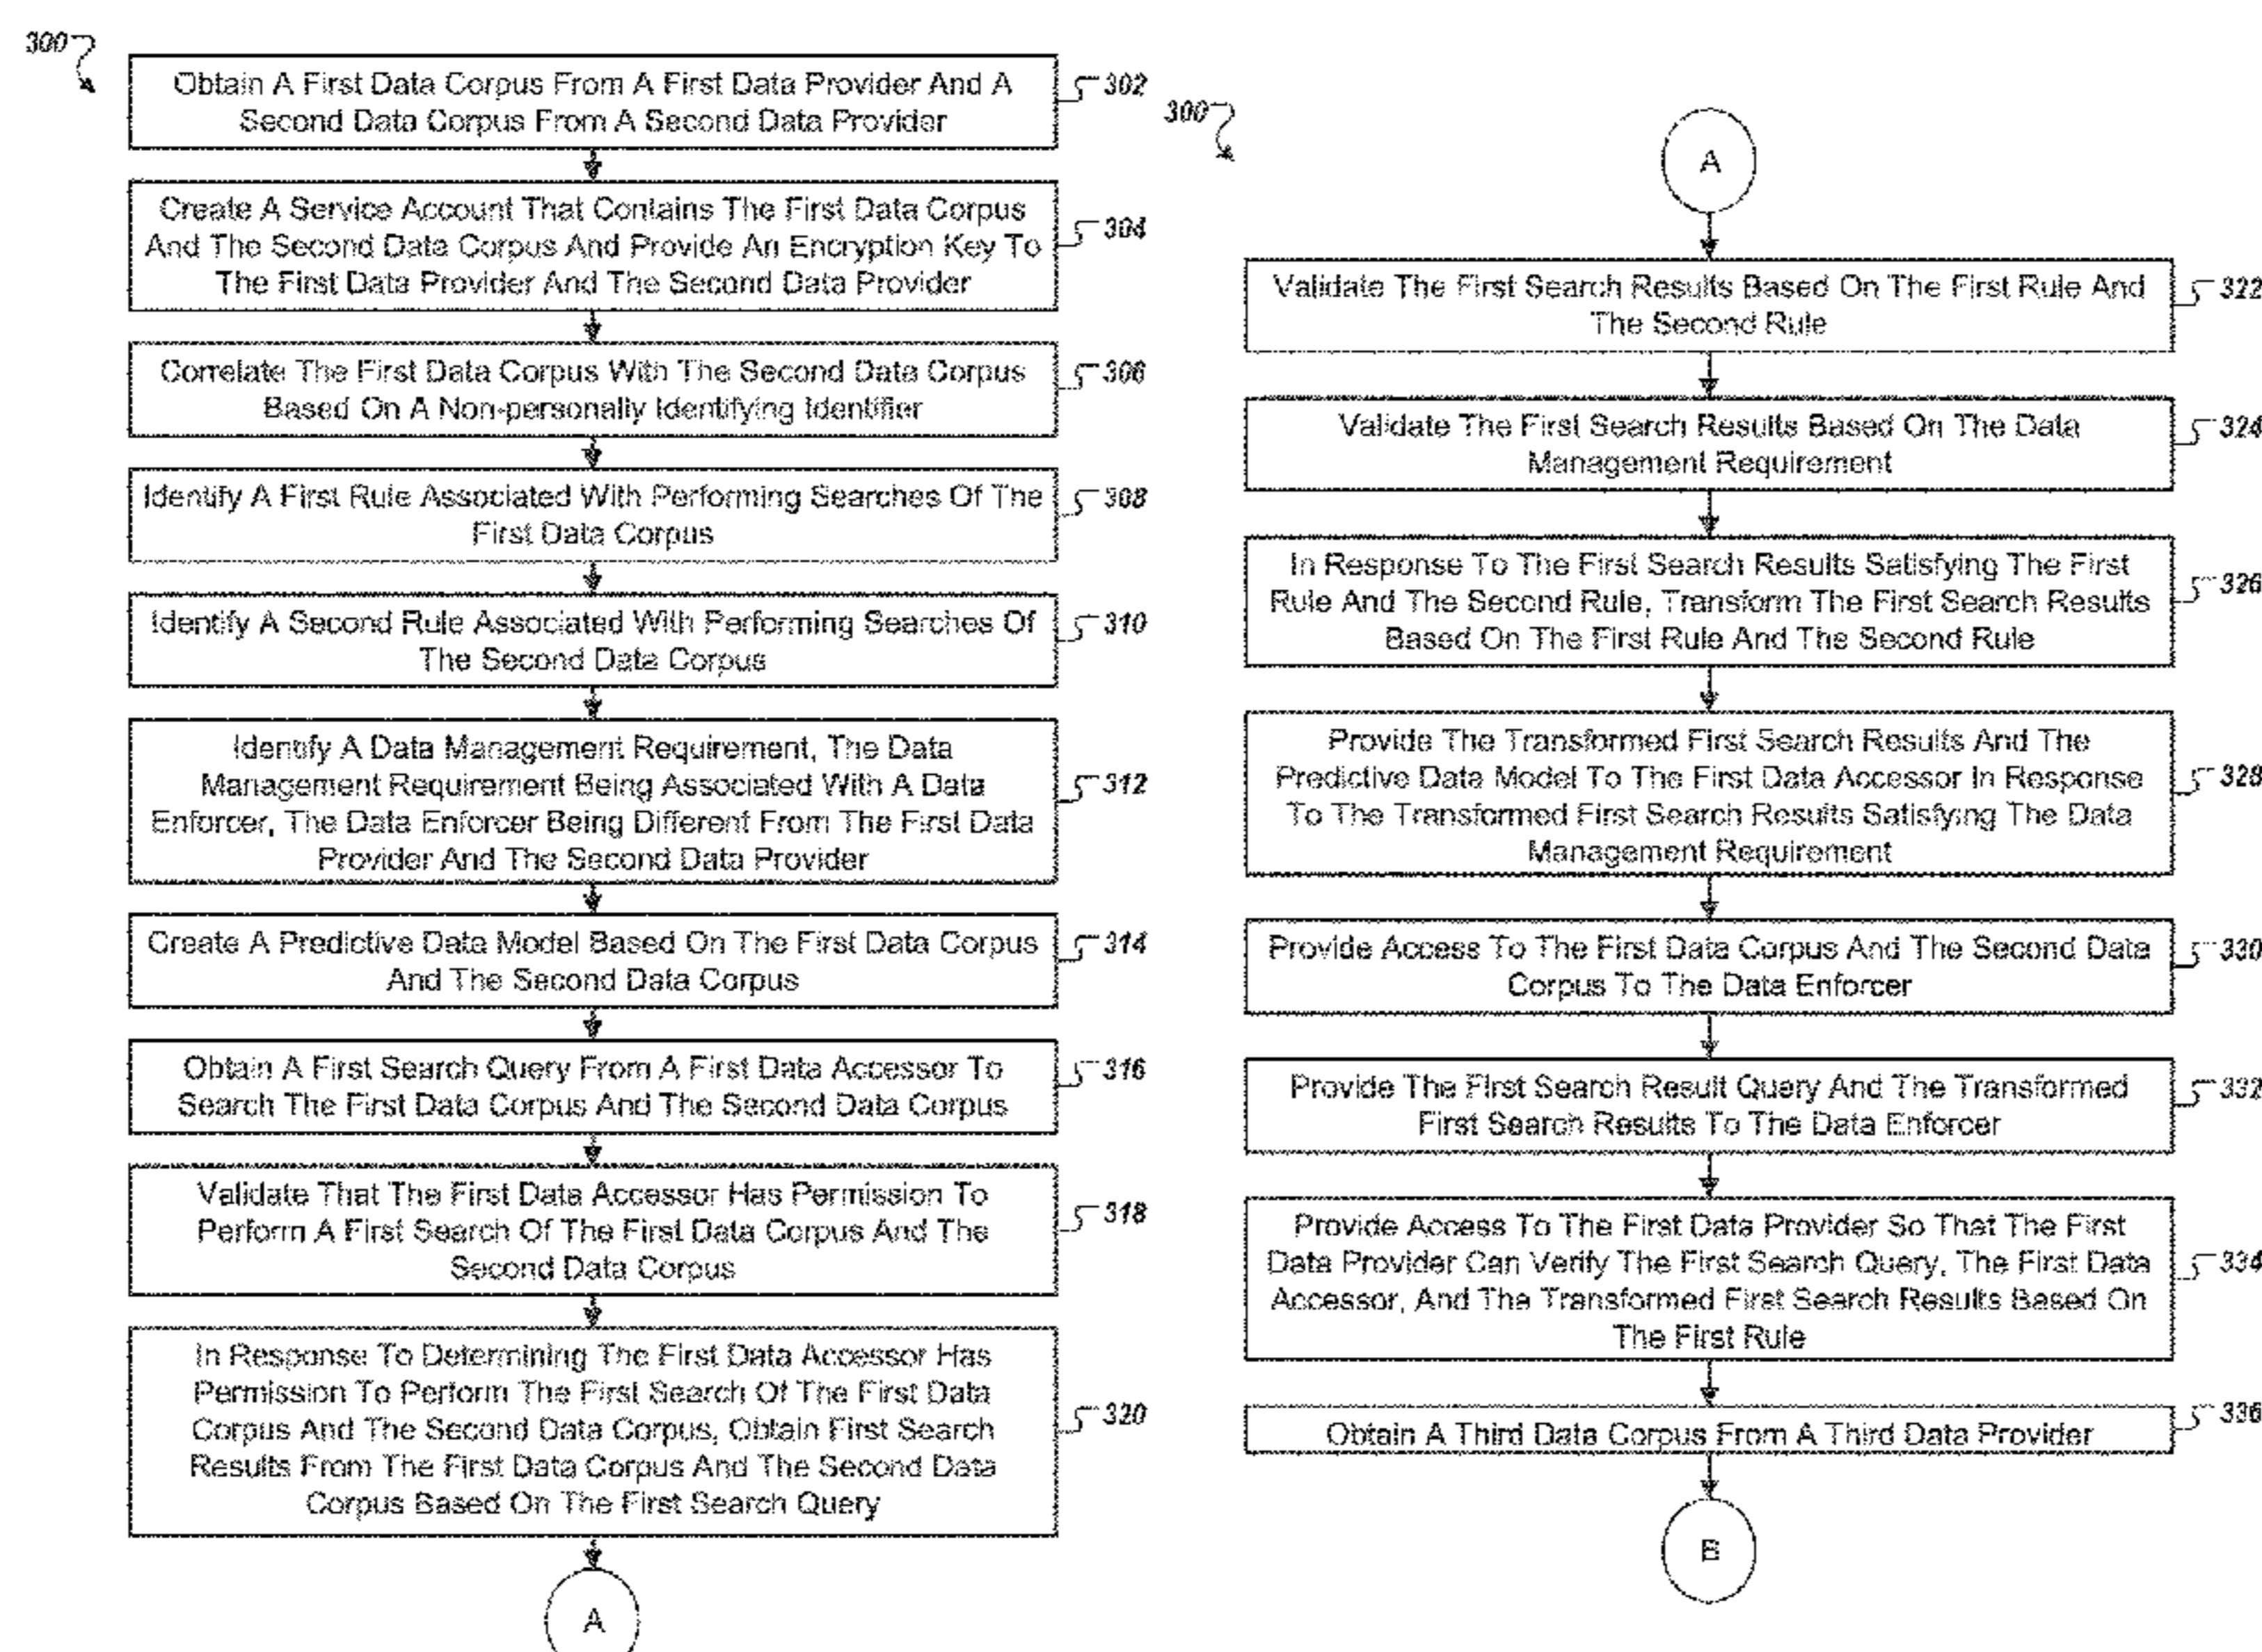 300
Obtain A First Data Corpus From A First Data Provider And A
Second Data Corpus From A Second Data Provider
302
Create A Service Account That Contains The First Data Corpus
And The Second Data Corpus And Provide An Encryption Key To
The First Data Provider And The Second Data Provider
304
Correlate The First Data Corpus With The Second Data Corpus
Based On A Non-personally Identifying Identifier
306
Identify A First Rule Associated With Performing Searches Of The
First Data Corpus
308
Identify A Second Rule Associated With Performing Searches Of
The Second Data Corpus
310
Identify A Data Management Requirement, The Data
Management Requirement Being Associated With A Data
Enforcer, The Data Enforcer Being Different From The First Data
Provider And The Second Data Provider
312
Create A Predictive Data Model Based On The First Data Corpus
And The Second Data Corpus
314
Obtain A First Search Query From A First Data Accessor To
Search The First Data Corpus And The Second Data Corpus
316
Validate That The First Data Accessor Has Permission To
Perform A First Search Of The First Data Corpus And The
Second Data Corpus
318
In Response To Determining The First Data Accessor Has
Permission To Perform The First Search Of The First Data
Corpus And The Second Data Corpus, Obtain First Search
Results From The First Data Corpus And The Second Data
Corpus Based On The First Search Query
320
A
300
A
Validate The First Search Results Based On The First Rule And
The Second Rule
322
Validate The First Search Results Based On The Data
Management Requirement
324
In Response To The First Search Results Satisfying The First
Rule And The Second Rule, Transform The First Search Results
Based On The First Rule And The Second Rule
326
Provide The Transformed First Search Results And The
Predictive Data Model To The First Data Accessor In Response
To The Transformed First Search Results Satisfying The Data
Management Requirement
328
Provide Access To The First Data Corpus And The Second Data
Corpus To The Data Enforcer
330
Provide The First Search Result Query And The Transformed
First Search Results To The Data Enforcer
332
Provide Access To The First Data Provider So That The First
Data Provider Can Verify The First Search Query, The First Data
Accessor, And The Transformed First Search Results Based On
The First Rule
334
Obtain A Third Data Corpus From A Third Data Provider
336
B